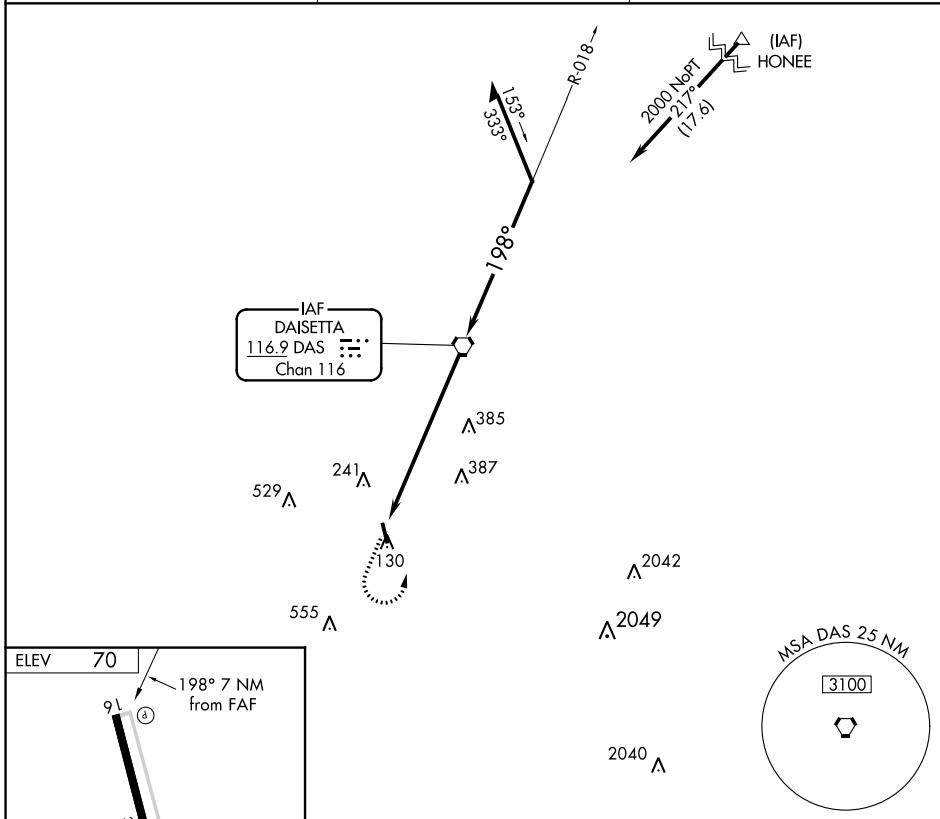 R-018
(IAF)
HONEE
2000 NoPT
217°
(17.6)
153°
333°
198°
IAF
DAISETTA
116.9 DAS
Chan 116
385
387
241
529
130
555
2042
2049
2040
MSA DAS 25 NM
3100
ELEV 70
198° 7 NM
from FAF
16
P